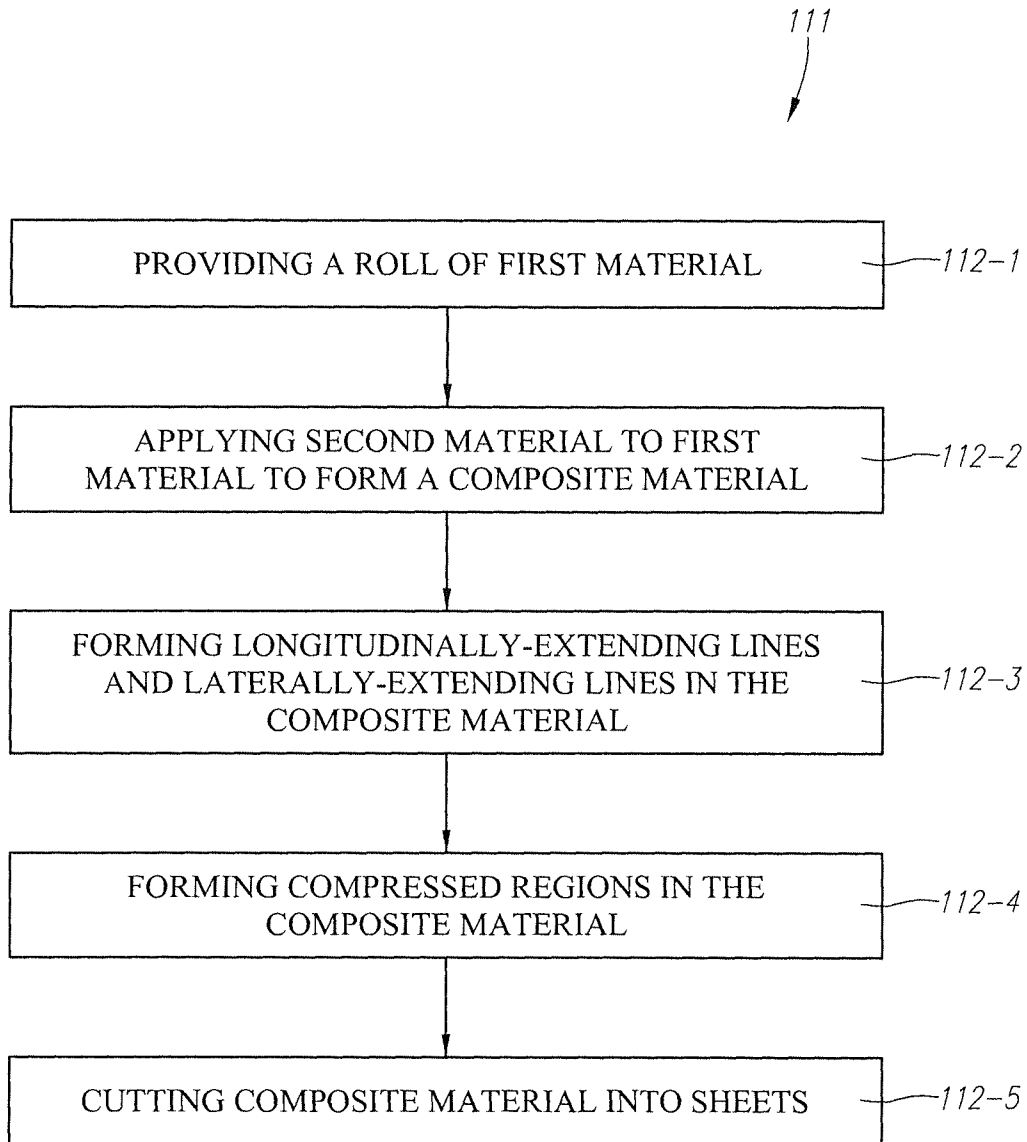 111
PROVIDING A ROLL OF FIRST MATERIAL
112-1
APPLYING SECOND MATERIAL TO FIRST
MATERIAL TO FORM A COMPOSITE MATERIAL
112-2
FORMING LONGITUDINALLY-EXTENDING LINES
AND LATERALLY-EXTENDING LINES IN THE
COMPOSITE MATERIAL
112-3
FORMING COMPRESSED REGIONS IN THE
COMPOSITE MATERIAL
112-4
CUTTING COMPOSITE MATERIAL INTO SHEETS
112-5